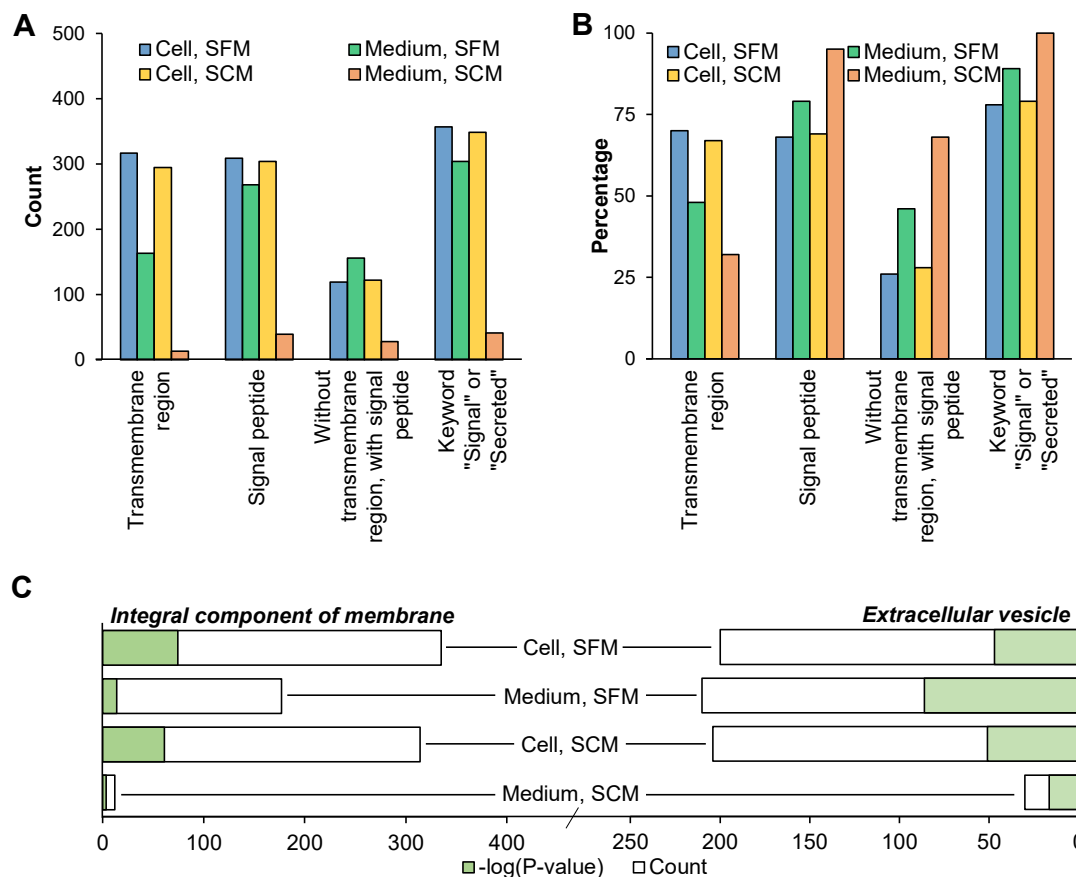 A
500
400
300
200
100
0
Count
Cell, SFM
Medium, SFM
Cell, SCM
Medium, SCM
Transmembrane
region
Signal peptide
Without
transmembrane
region, with signal
peptide
Keyword
"Signal" or
"Secreted"
B
100
75
50
25
0
Percentage
Cell, SFM
Medium, SFM
Cell, SCM
Medium, SCM
Transmembrane
region
Signal peptide
Without
transmembrane
region, with signal
peptide
Keyword
"Signal" or
"Secreted"
C
Integral component of membrane
Extracellular vesicle
Cell, SFM
Medium, SFM
Cell, SCM
Medium, SCM
0 100 200 300 400 250 200 150 100 50 0
-log(P-value) Count